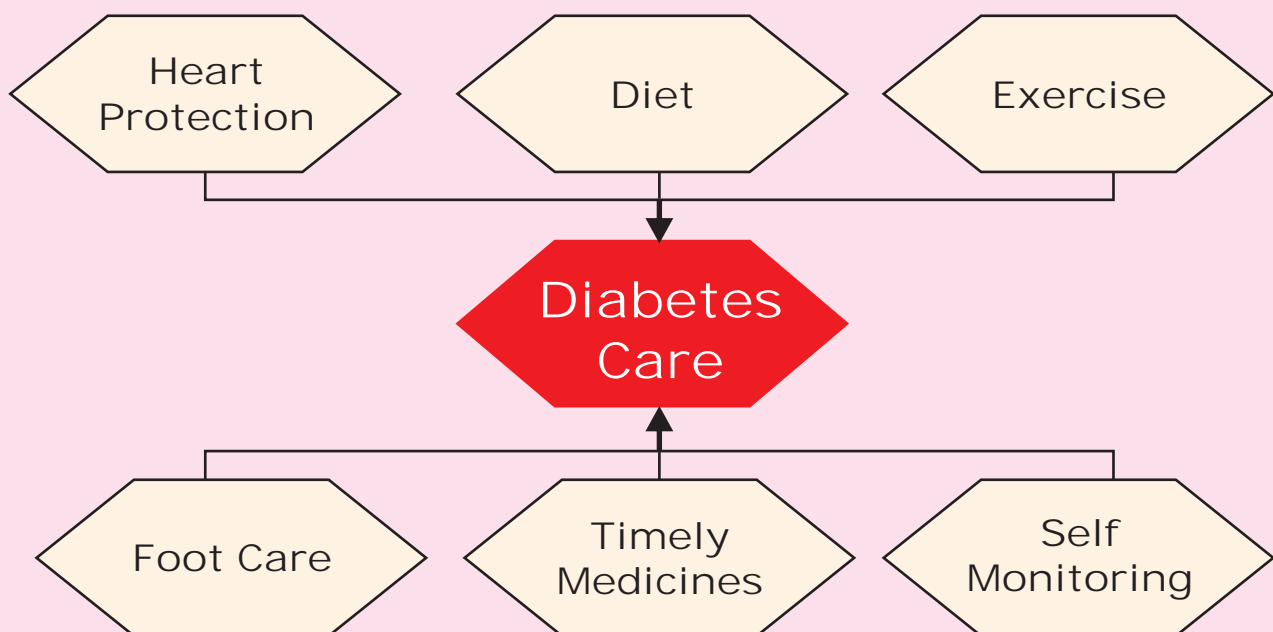 Heart
Protection
Diet
Exercise
Diabetes
Care
Foot Care
Timely
Medicines
Self
Monitoring